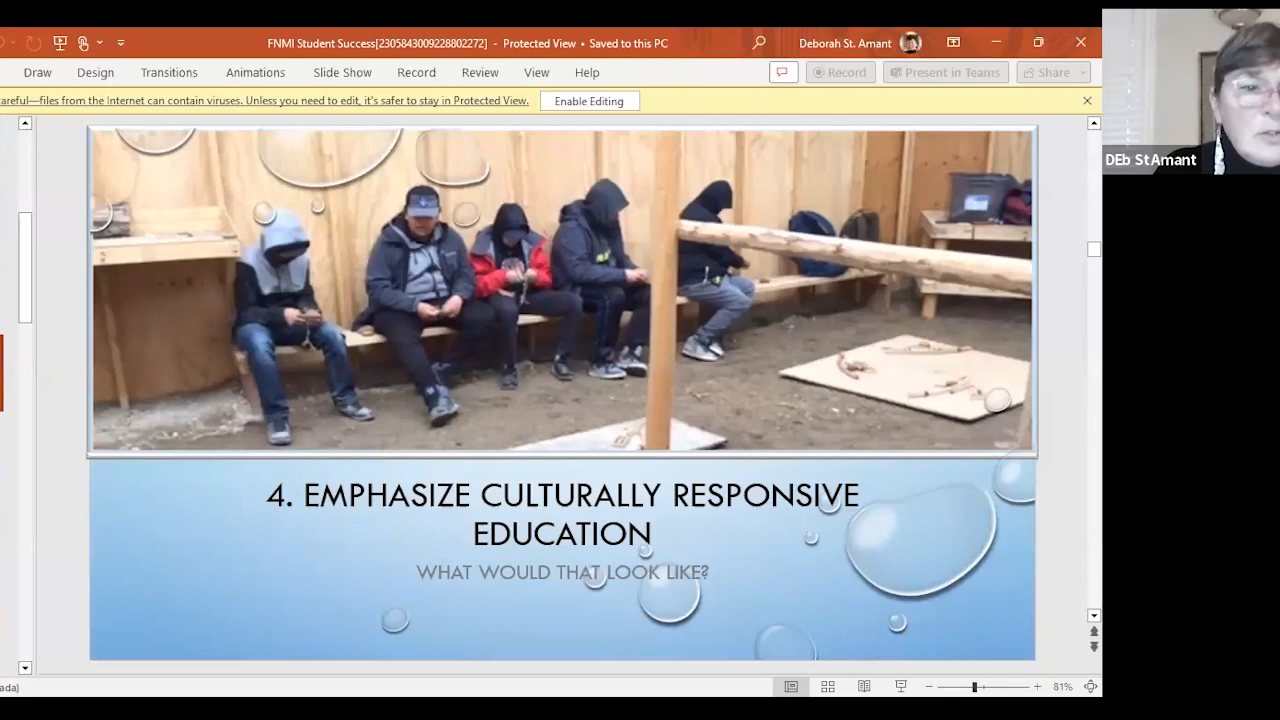 FNMI Student Success[2305843009228802272] - Protected View • Saved to this PC
Deborah St. Amant
Draw Design Transitions Animations Slide Show Record Review View Help
Record Present in Teams Share
areful—files from the Internet can contain viruses. Unless you need to edit, it's safer to stay in Protected View. Enable Editing
DEb StAmant
4. EMPHASIZE CULTURALLY RESPONSIVE
EDUCATION
WHAT WOULD THAT LOOK LIKE?
ada)
81%